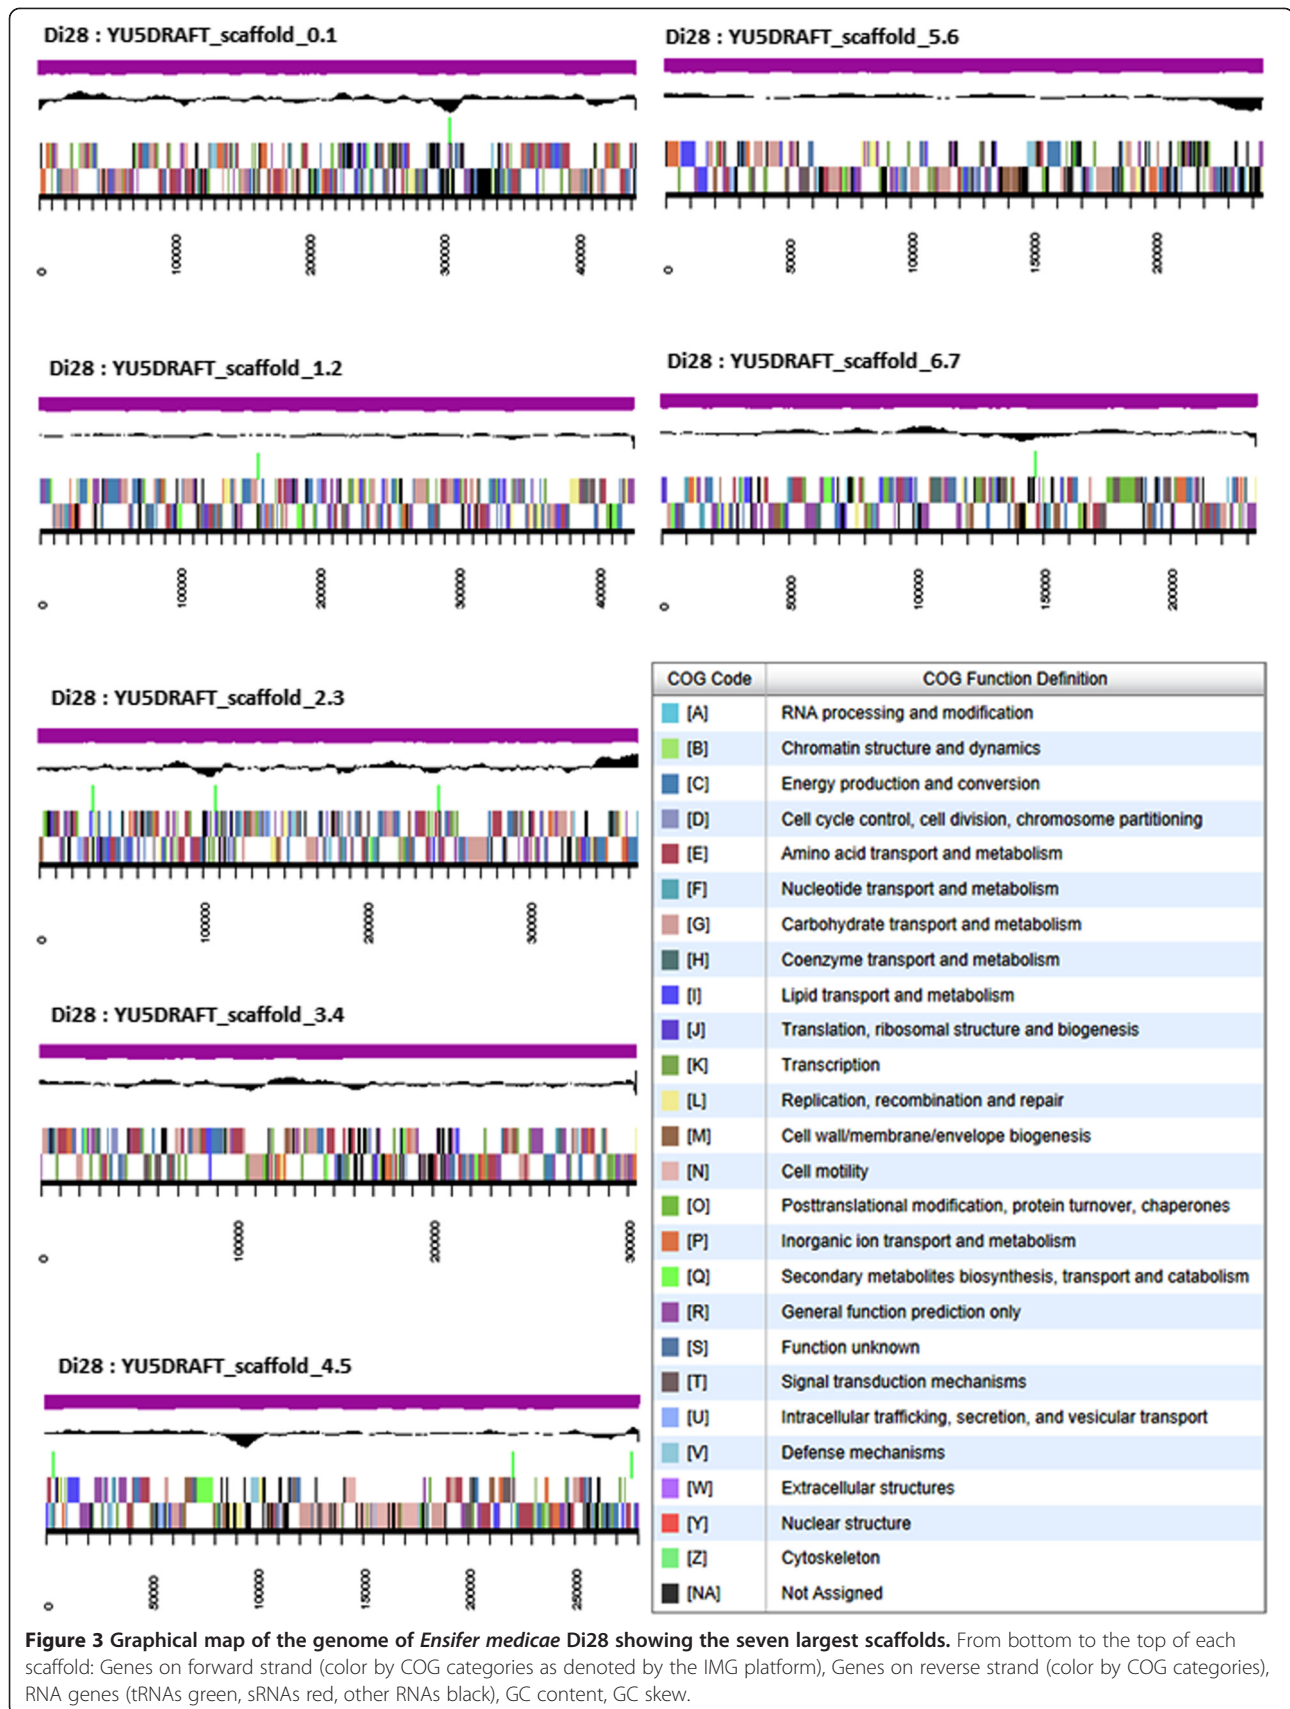 Di28 : YU5DRAFT_scaffold_0.1
0 100000 200000 300000 400000
Di28 : YU5DRAFT_scaffold_5.6
0 50000 100000 150000 200000
Di28 : YU5DRAFT_scaffold_1.2
0 100000 200000 300000 400000
Di28 : YU5DRAFT_scaffold_6.7
0 50000 100000 150000 200000
Di28 : YU5DRAFT_scaffold_2.3
0 100000 200000 300000
Di28 : YU5DRAFT_scaffold_3.4
0 100000 200000 300000
Di28 : YU5DRAFT_scaffold_4.5
0 50000 100000 150000 200000 250000
COG Code COG Function Definition
[A] RNA processing and modification
[B] Chromatin structure and dynamics
[C] Energy production and conversion
[D] Cell cycle control, cell division, chromosome partitioning
[E] Amino acid transport and metabolism
[F] Nucleotide transport and metabolism
[G] Carbohydrate transport and metabolism
[H] Coenzyme transport and metabolism
[I] Lipid transport and metabolism
[J] Translation, ribosomal structure and biogenesis
[K] Transcription
[L] Replication, recombination and repair
[M] Cell wall/membrane/envelope biogenesis
[N] Cell motility
[O] Posttranslational modification, protein turnover, chaperones
[P] Inorganic ion transport and metabolism
[Q] Secondary metabolites biosynthesis, transport and catabolism
[R] General function prediction only
[S] Function unknown
[T] Signal transduction mechanisms
[U] Intracellular trafficking, secretion, and vesicular transport
[V] Defense mechanisms
[W] Extracellular structures
[Y] Nuclear structure
[Z] Cytoskeleton
[NA] Not Assigned
Figure 3 Graphical map of the genome of Ensifer medicae Di28 showing the seven largest scaffolds. From bottom to the top of each
scaffold: Genes on forward strand (color by COG categories as denoted by the IMG platform), Genes on reverse strand (color by COG categories),
RNA genes (tRNAs green, sRNAs red, other RNAs black), GC content, GC skew.